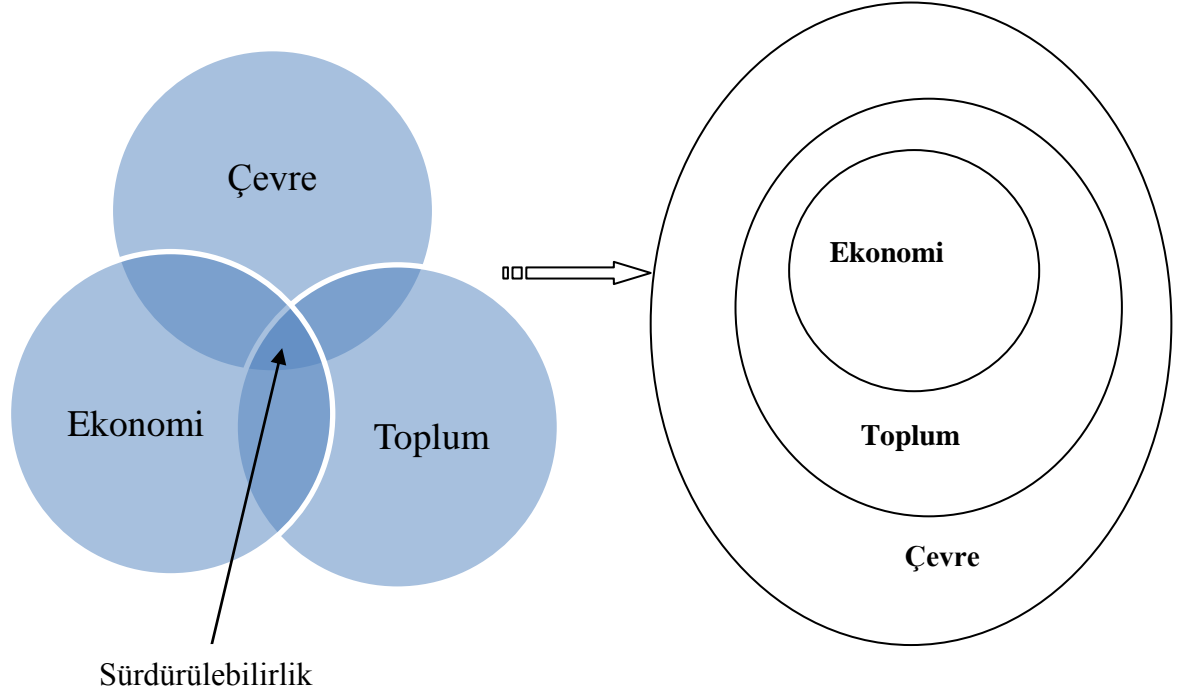 Çevre
Ekonomi
Toplum
Sürdürülebilirlik
Ekonomi
Toplum
Çevre